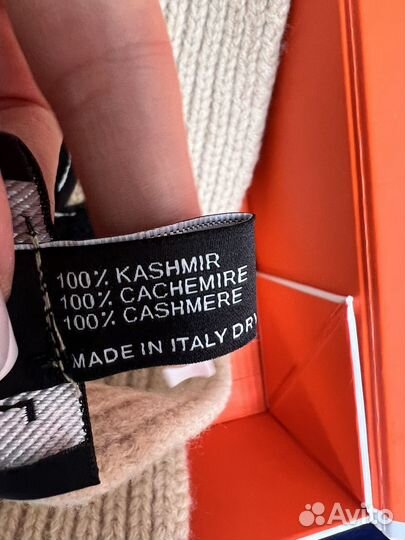 100% KASHMIR
100% CACHEMIRE
100% CASHMERE
MADE IN ITALY DRY
L
Avito